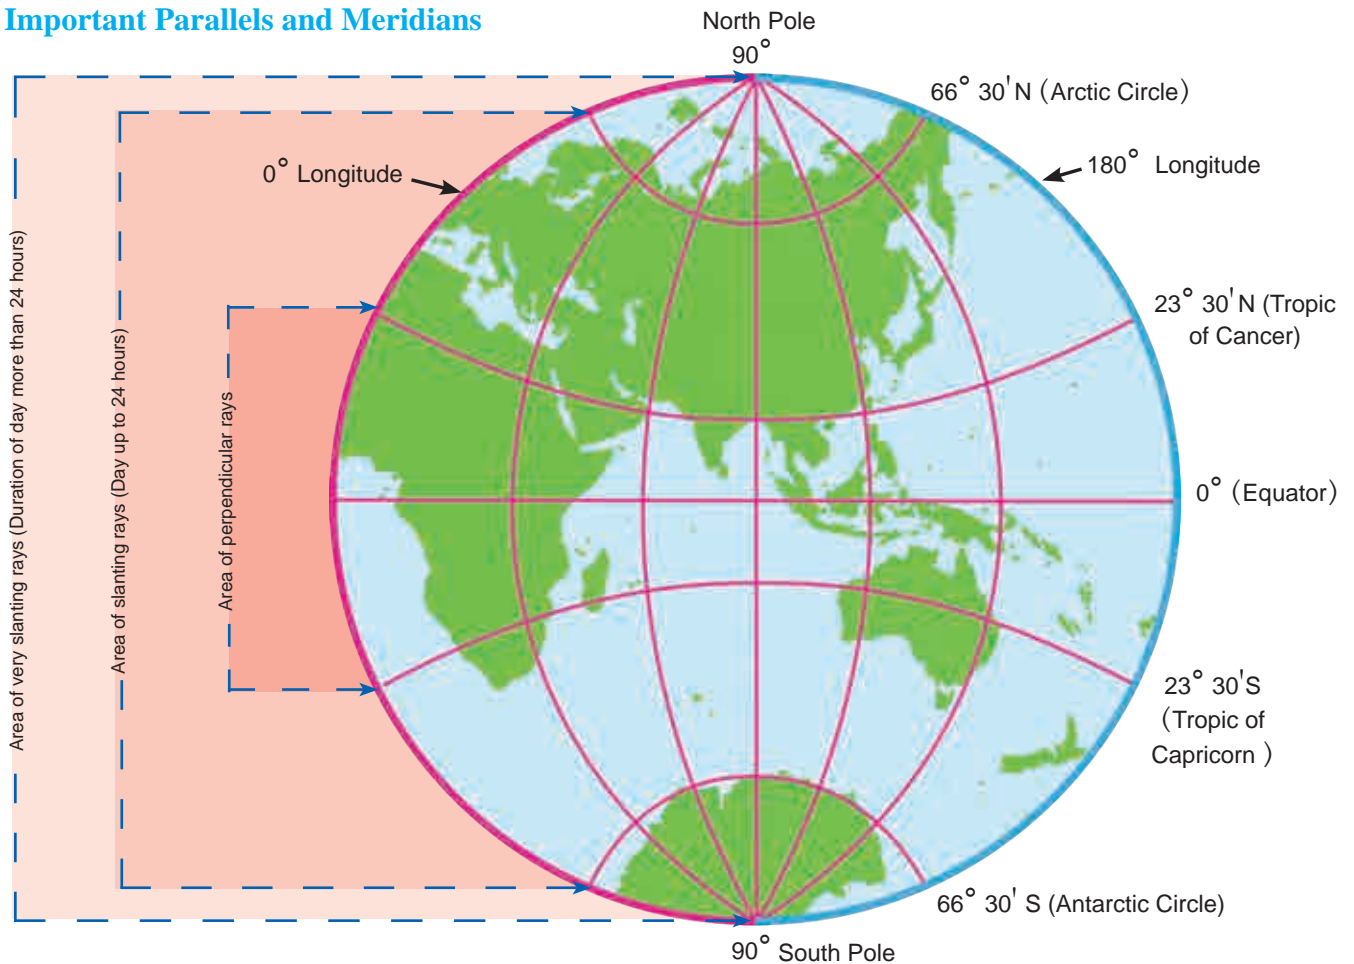 Important Parallels and Meridians
North Pole
90°
66° 30'N (Arctic Circle)
0° Longitude
180° Longitude
23° 30'N (Tropic
of Cancer)
0° (Equator)
23° 30'S
(Tropic of
Capricorn )
66° 30' S (Antarctic Circle)
90° South Pole
Area of very slanting rays (Duration of day more than 24 hours)
Area of slanting rays (Day up to 24 hours)
Area of perpendicular rays